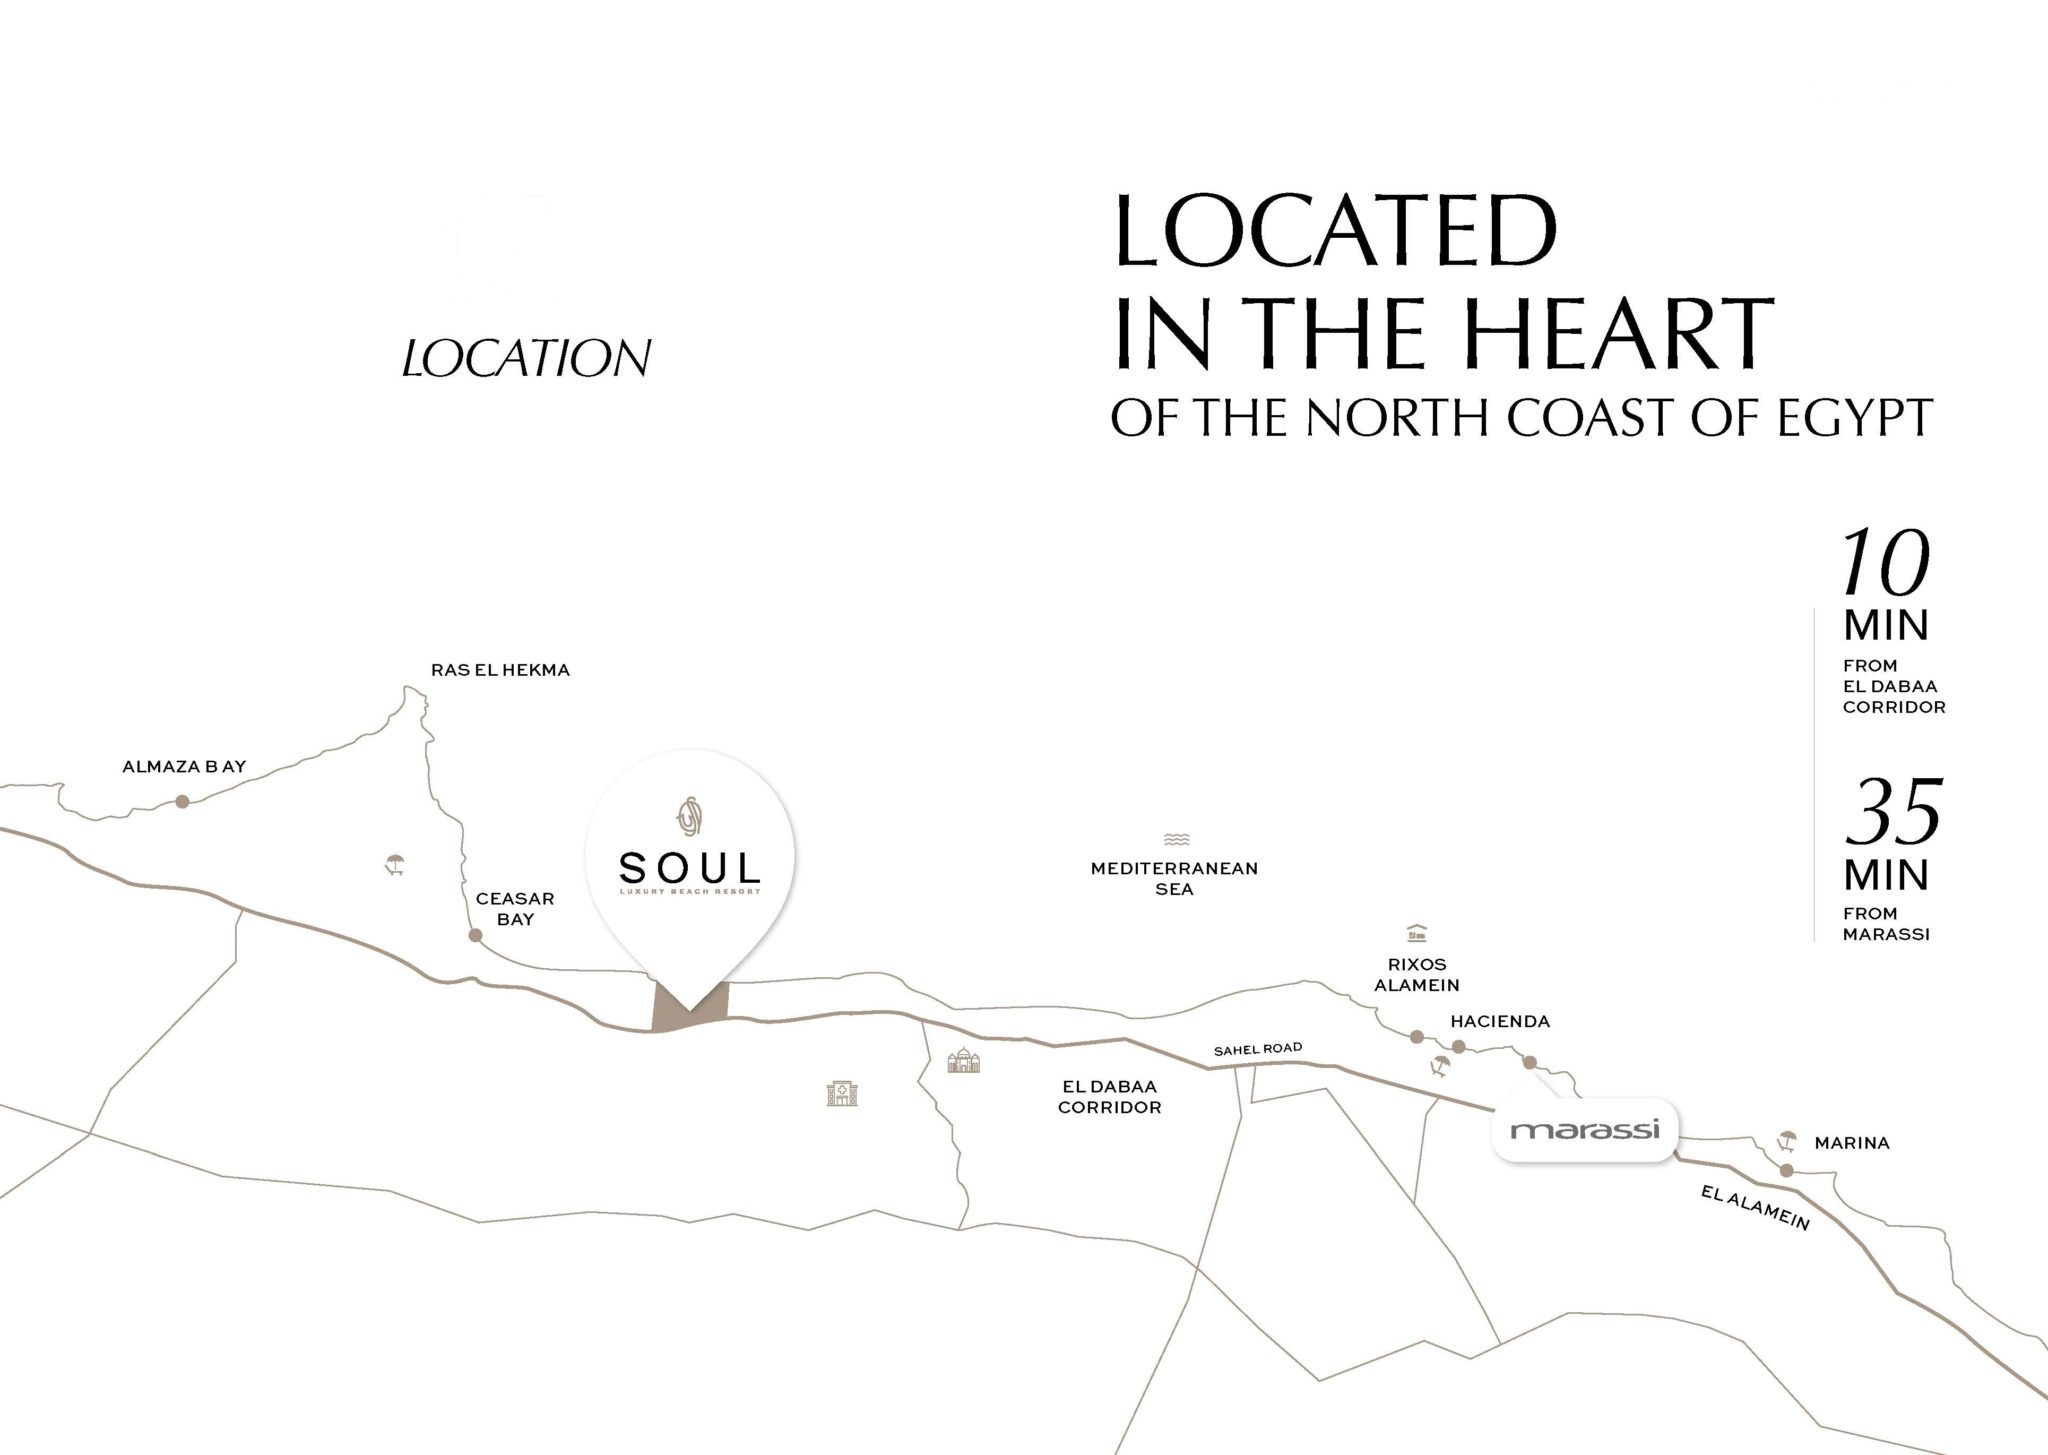 LOCATION
LOCATED
IN THE HEART
OF THE NORTH COAST OF EGYPT
10
MIN
FROM
EL DABAA
CORRIDOR
35
MIN
FROM
MARASSI
RAS EL HEKMA
ALMAZA B AY
CEASAR
BAY
SOUL
LUXURY BEACH RESORT
MEDITERRANEAN
SEA
RIXOS
ALAMEIN
HACIENDA
SAHEL ROAD
EL DABAA
CORRIDOR
marassi
MARINA
EL ALAMEIN